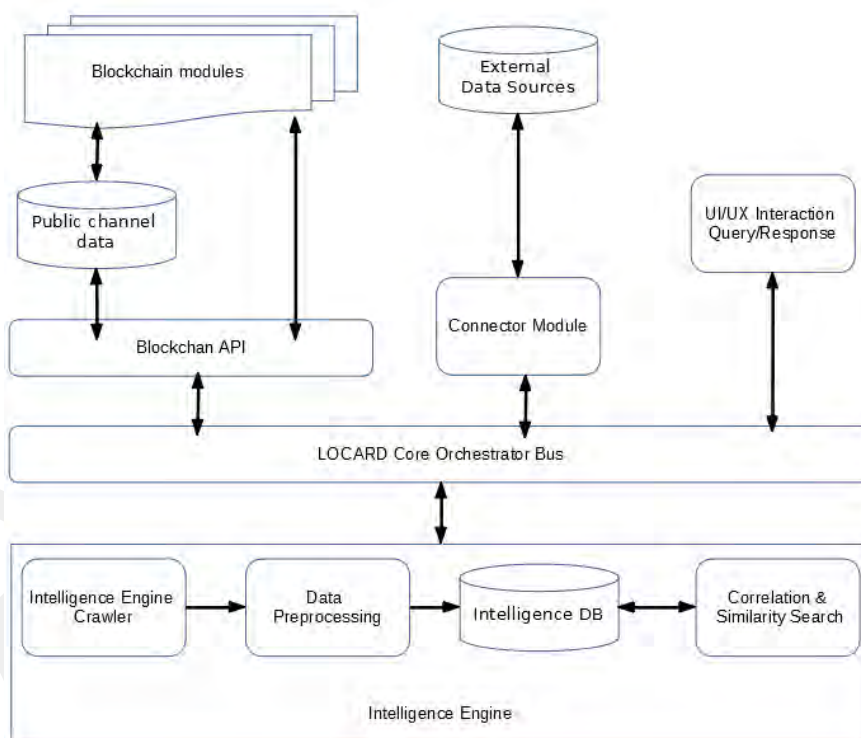 Blockchain modules
External
Data Sources
Public channel
data
UI/UX Interaction
Query/Response
Connector Module
Blockchan API
LOCARD Core Orchestrator Bus
Intelligence Engine
Crawler
Data
Preprocessing
Intelligence DB
Correlation &
Similarity Search
Intelligence Engine